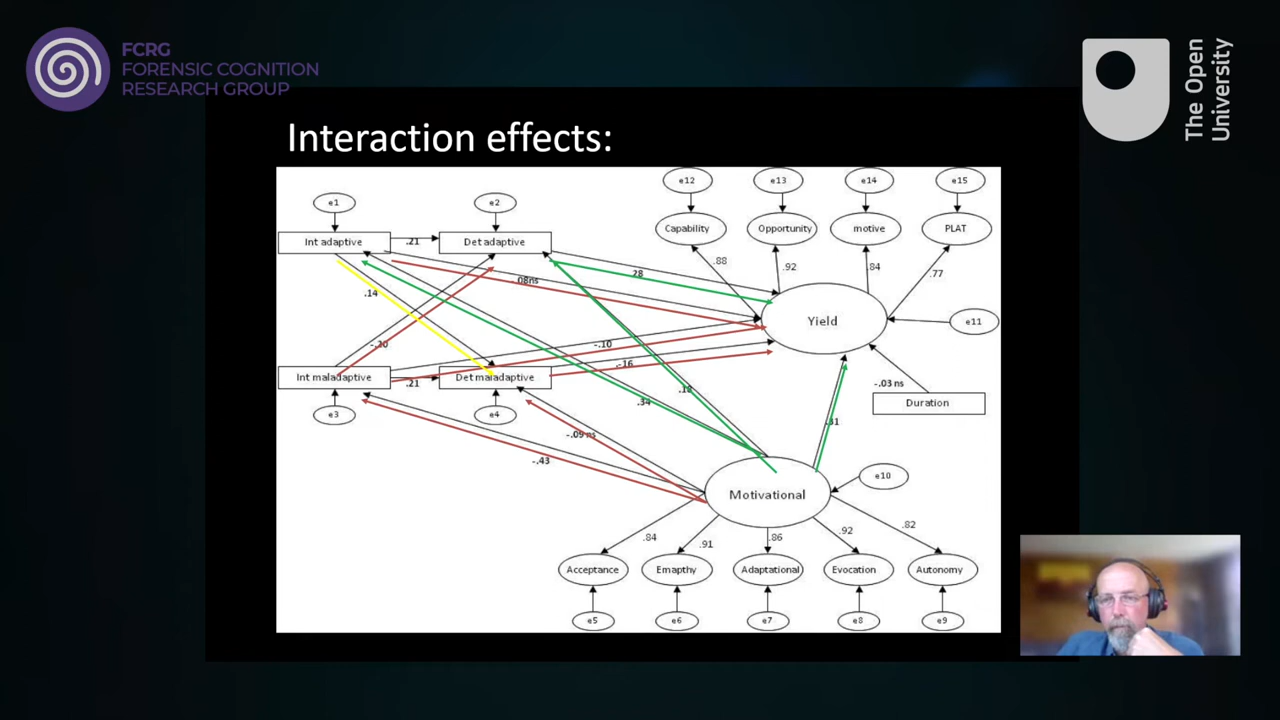 FCRG
FORENSIC COGNITION
RESEARCH GROUP
The Open
University
Interaction effects:
e12
e13
e14
e15
e1
e2
Capability
Opportunity
motive
PLAT
Int adaptive
.21
Det adaptive
.88
.92
.84
.77
.28
.08ns
.14
Yield
e11
-.20
-.10
-.16
Int maladaptive
.21
Det maladaptive
-.03 ns
Duration
.34
.18
e3
e4
.31
-.09 ns
-.43
e10
Motivational
.84
.91
.86
.92
.82
Acceptance
Emapthy
Adaptational
Evocation
Autonomy
e5
e6
e7
e8
e9